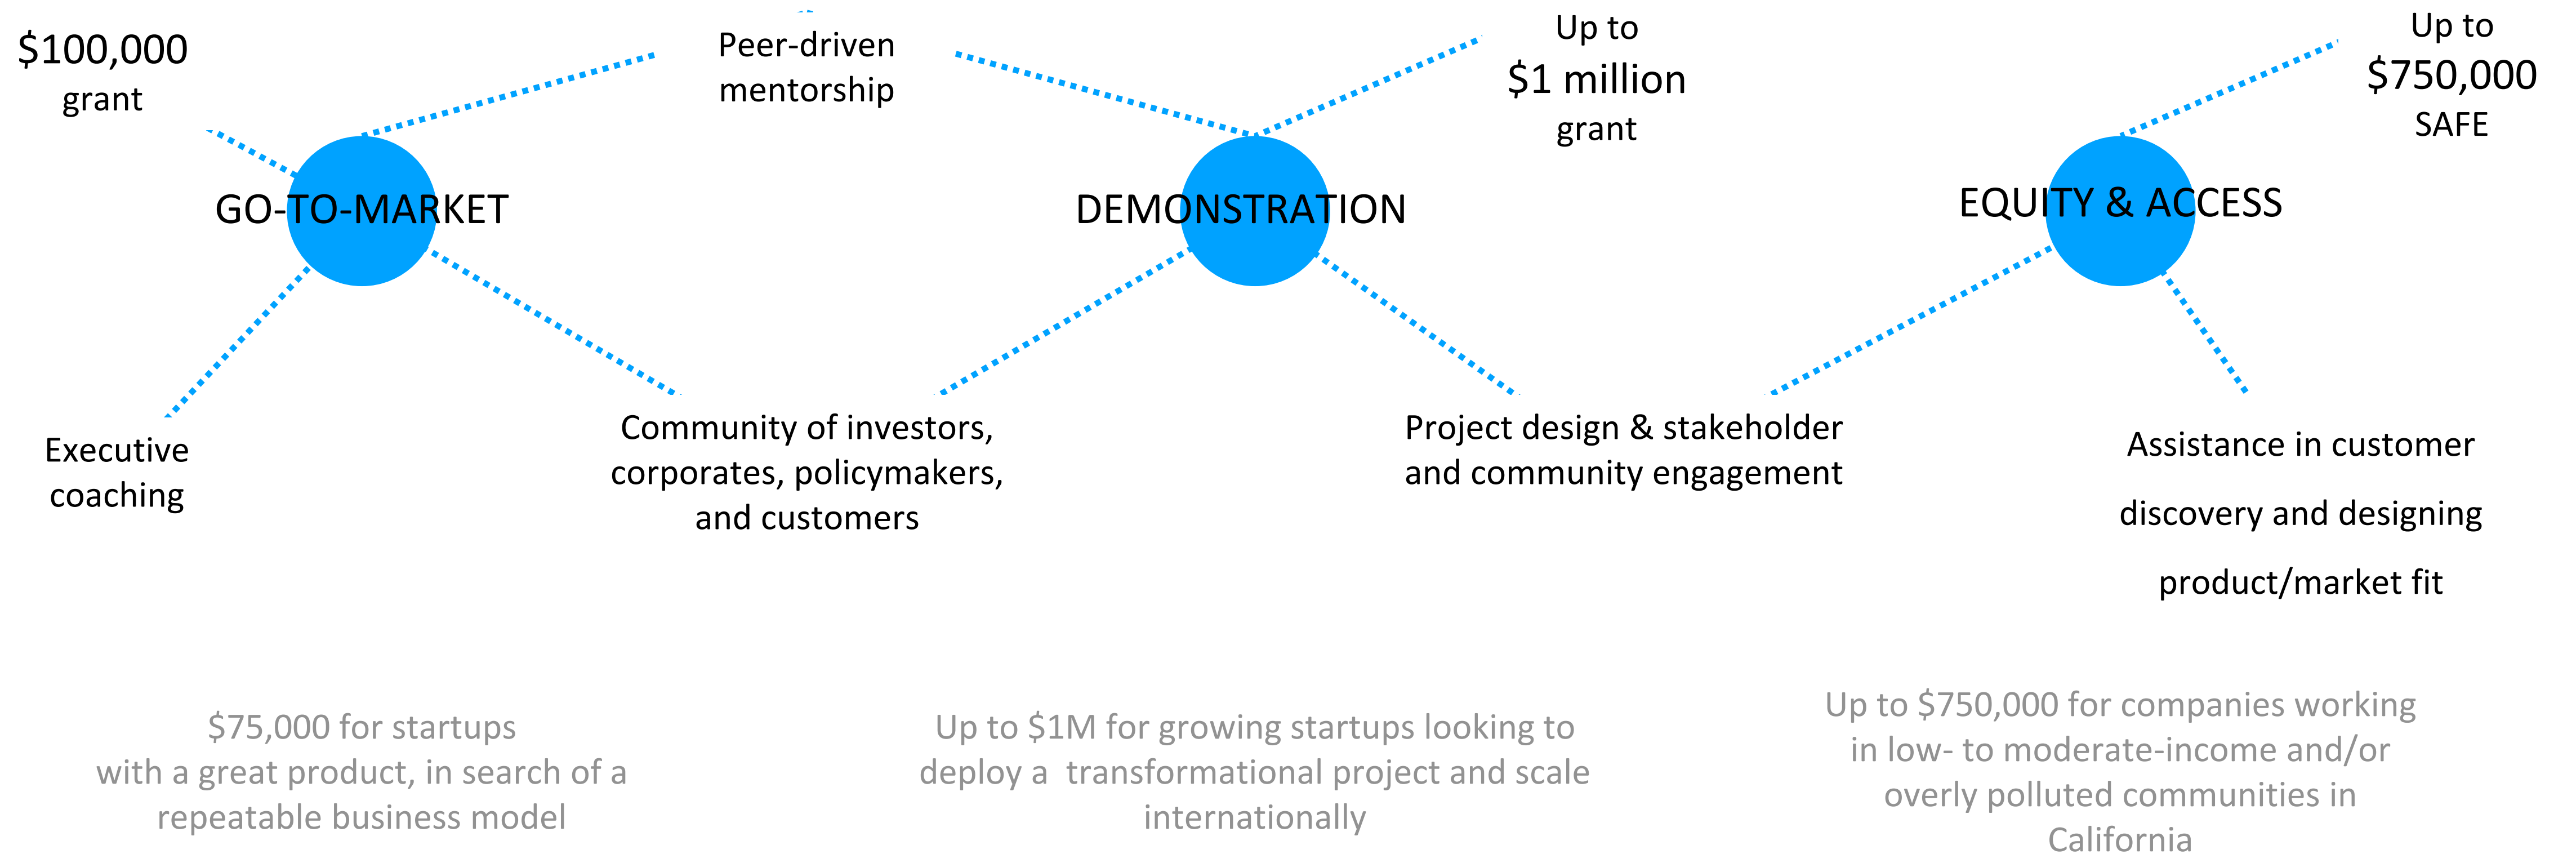 $100,000
grant
Peer-driven
mentorship
Up to
$1 million
grant
Up to
$750,000
SAFE
GO-TO-MARKET
DEMONSTRATION
EQUITY & ACCESS
Executive
coaching
Community of investors,
corporates, policymakers,
and customers
Project design & stakeholder
and community engagement
Assistance in customer
discovery and designing
product/market fit
$75,000 for startups
with a great product, in search of a
repeatable business model
Up to $1M for growing startups looking to
deploy a  transformational project and scale
internationally
Up to $750,000 for companies working
in low- to moderate-income and/or
overly polluted communities in
California